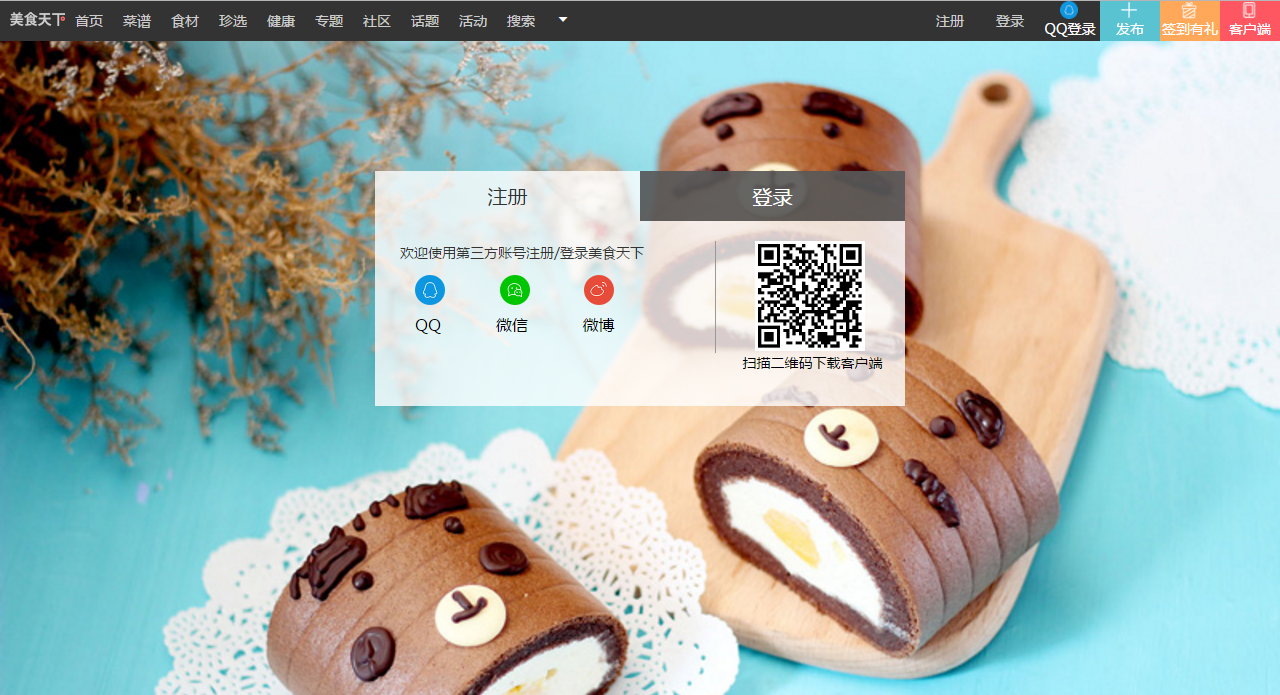 美食天下 首页 菜谱 食材 珍选 健康 专题 社区 话题 活动 搜索 注册 登录 QQ登录 发布 签到有礼 客户端
注册 登录
欢迎使用第三方账号注册/登录美食天下
QQ 微信 微博
扫描二维码下载客户端